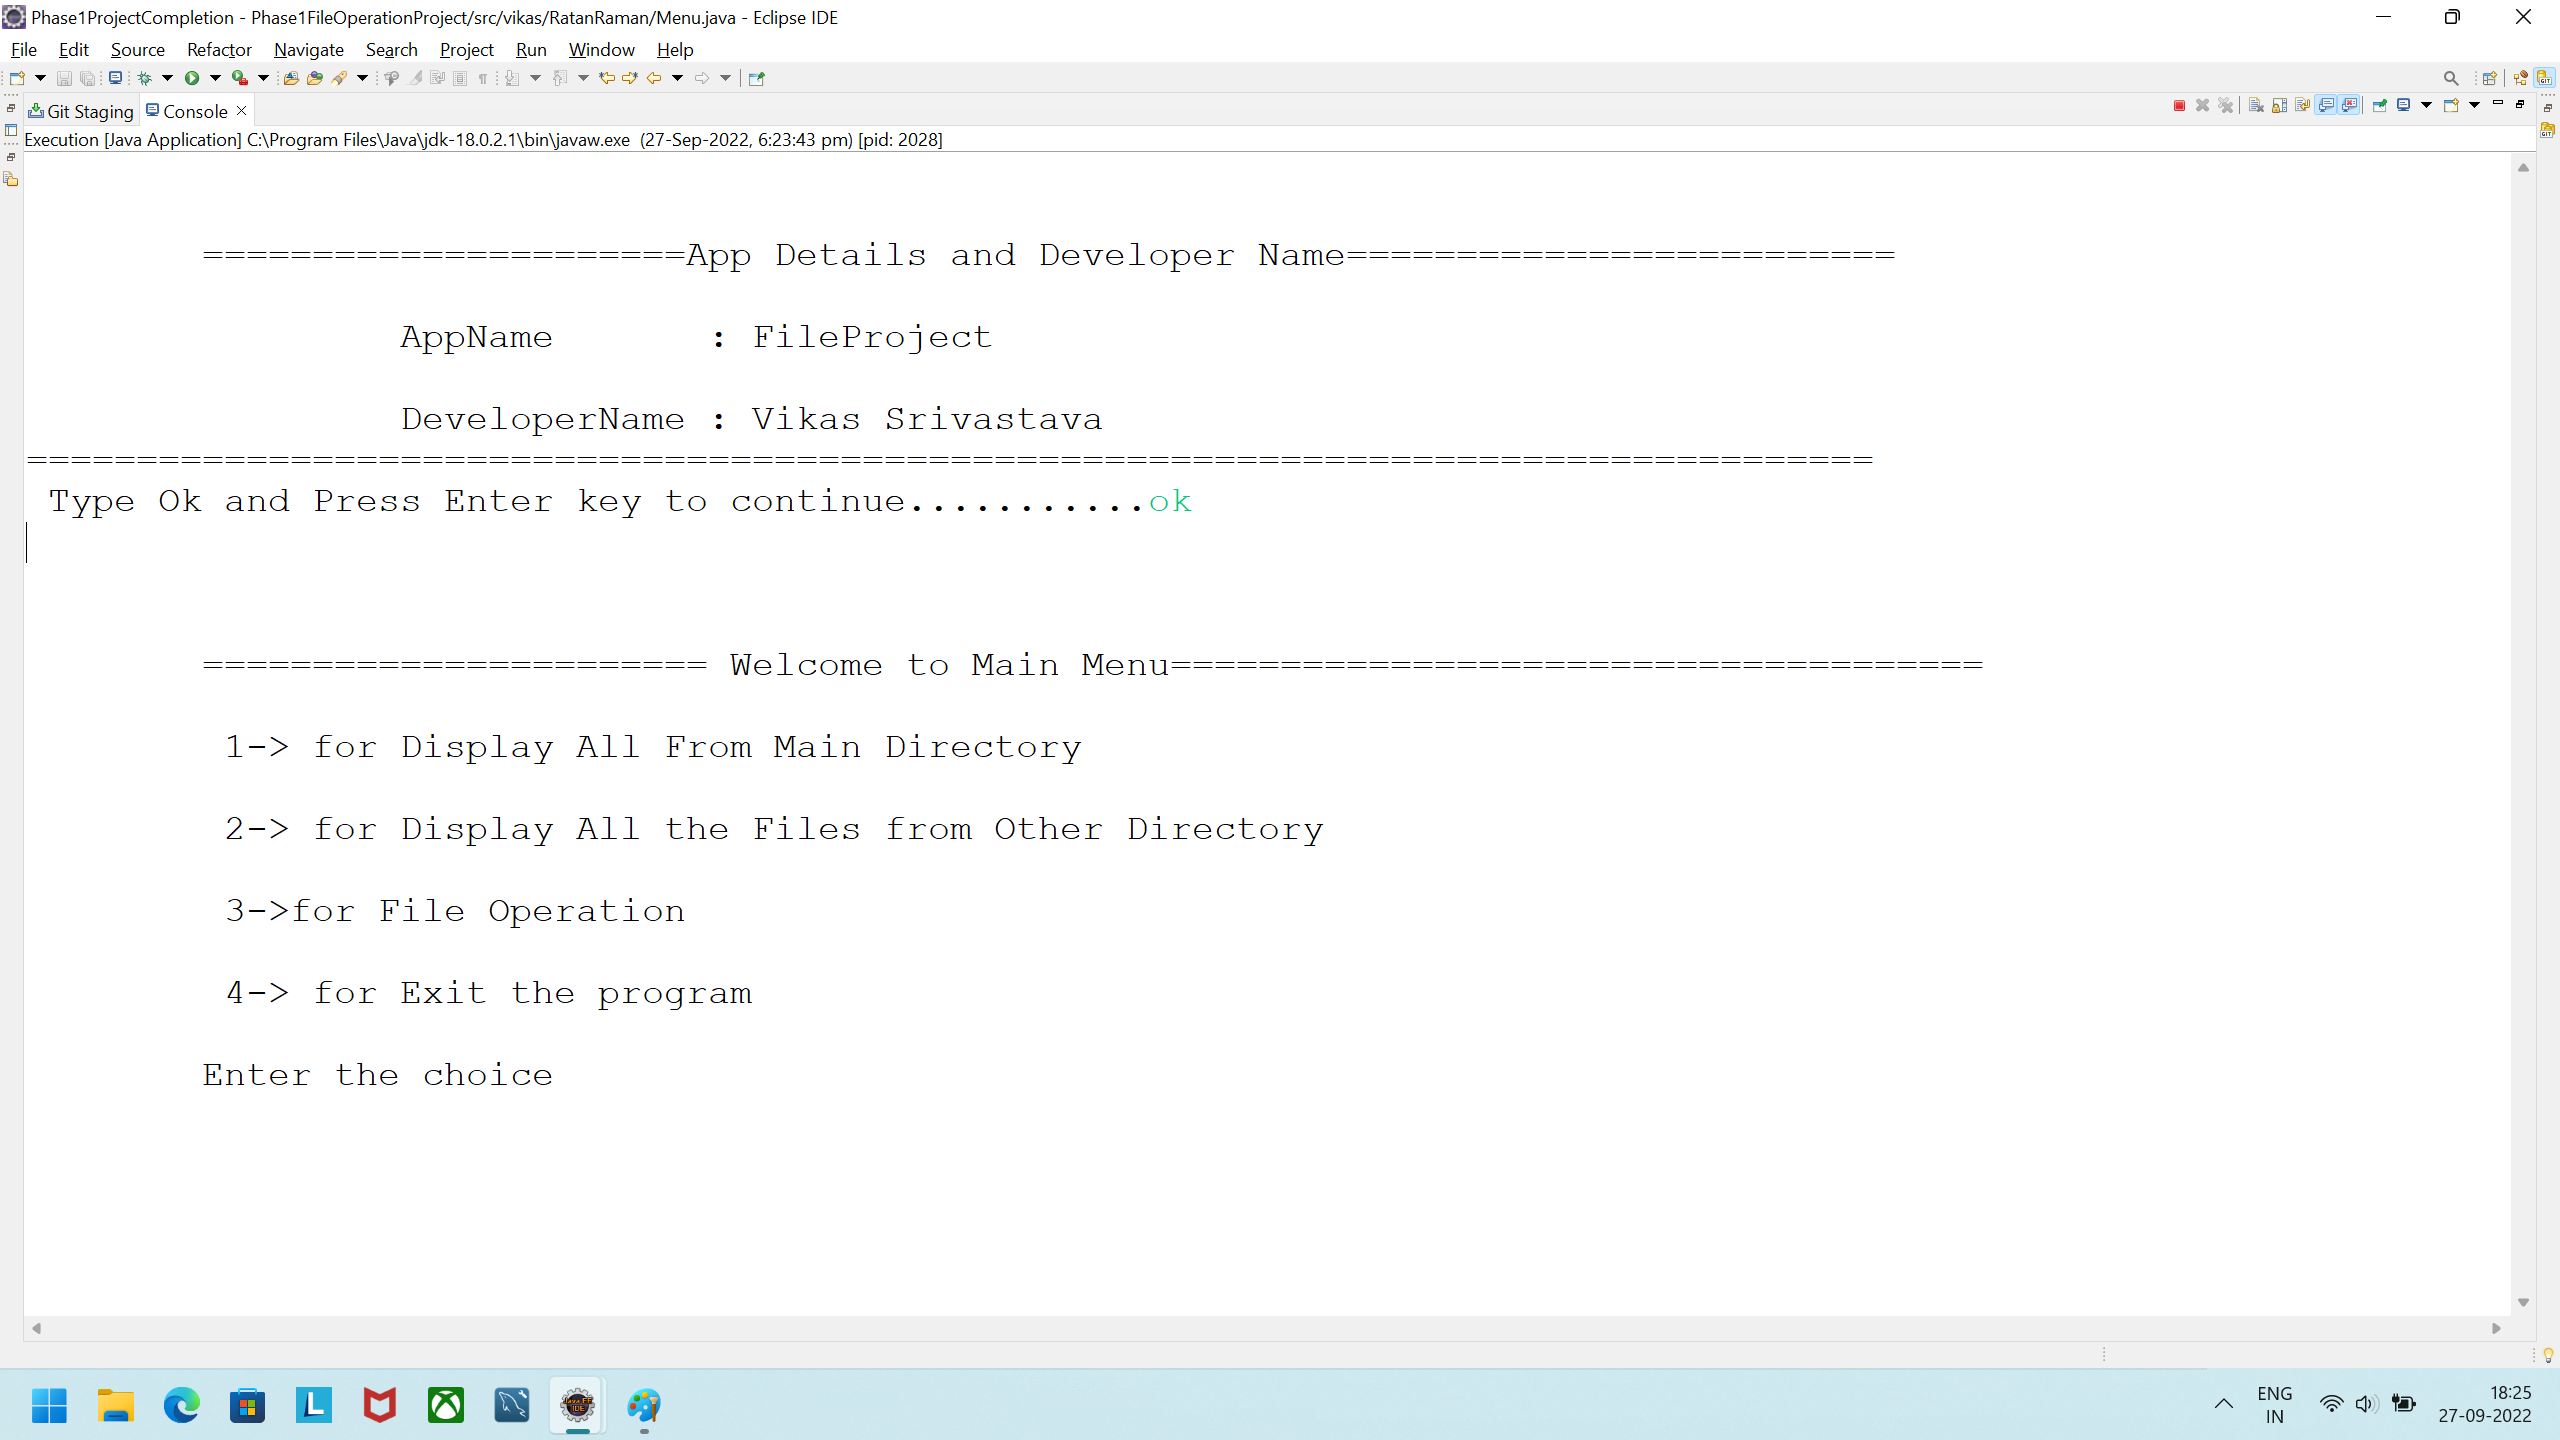 Phase1ProjectCompletion - Phase1FileOperationProject/src/vikas/RatanRaman/Menu.java - Eclipse IDE
File Edit Source Refactor Navigate Search Project Run Window Help
Git Staging Console
Execution [Java Application] C:\Program Files\Java\jdk-18.0.2.1\bin\javaw.exe (27-Sep-2022, 6:23:43 pm) [pid: 2028]
======================App Details and Developer Name=========================
AppName : FileProject
DeveloperName : Vikas Srivastava
====================================================================================
Type Ok and Press Enter key to continue...........ok
======================= Welcome to Main Menu=====================================
1-> for Display All From Main Directory
2-> for Display All the Files from Other Directory
3->for File Operation
4-> for Exit the program
Enter the choice
ENG
IN
18:25
27-09-2022